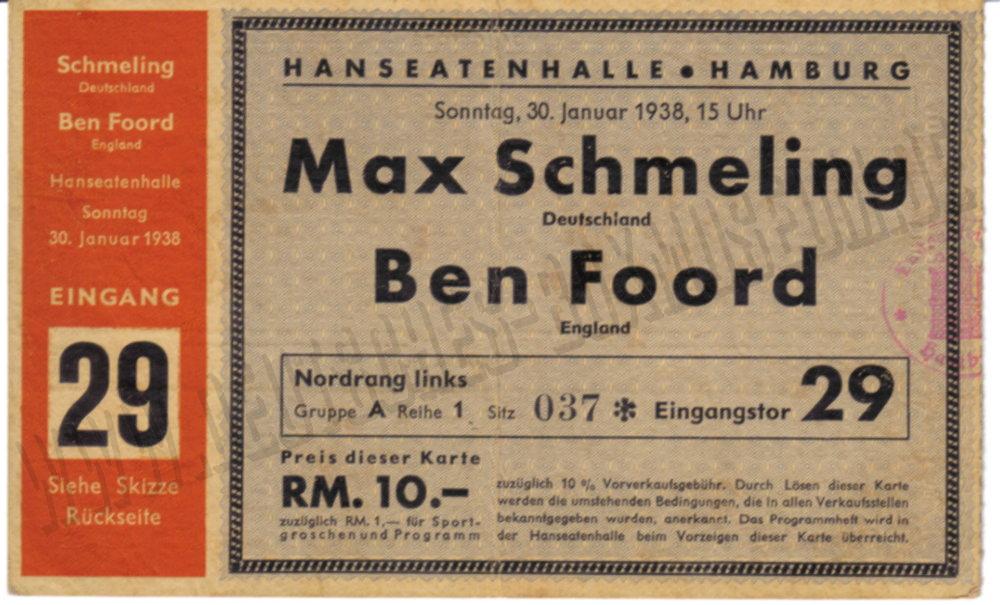 Schmeling
Deutschland
Ben Foord
England
Hanseatenhalle
Sonntag
30. Januar 1938
EINGANG
29
Siehe Skizze
Rückseite
HANSEATENHALLE • HAMBURG
Sonntag, 30. Januar 1938, 15 Uhr
Max Schmeling
Deutschland
Ben Foord
England
Nordrang links
Gruppe A Reihe 1 Sitz 037 ✻ Eingangstor 29
Preis dieser Karte
RM. 10.–
zuzüglich RM. 1,— für Sport-
groschen und Programm
zuzüglich 10 % Vorverkaufsgebühr. Durch Lösen dieser Karte
werden die umstehenden Bedingungen, die in allen Verkaufsstellen
bekanntgegeben wurden, anerkannt. Das Programmheft wird in
der Hanseatenhalle beim Vorzeigen dieser Karte überreicht.